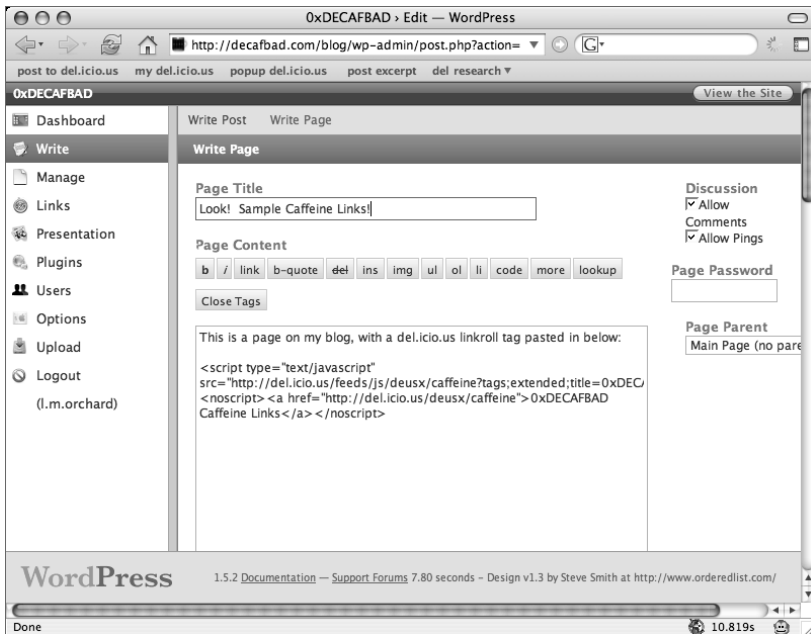 0xDECAFBAD › Edit — WordPress
http://decafbad.com/blog/wp-admin/post.php?action=
G
post to del.icio.us my del.icio.us popup del.icio.us post excerpt del research ▾
0xDECAFBAD View the Site
Dashboard
Write
Manage
Links
Presentation
Plugins
Users
Options
Upload
Logout
(l.m.orchard)
Write Post Write Page
Write Page
Page Title
Look! Sample Caffeine Links!
Page Content
b i link b-quote del ins img ul ol li code more lookup
Close Tags
This is a page on my blog, with a del.icio.us linkroll tag pasted in below:
<script type="text/javascript"
src="http://del.icio.us/feeds/js/deusx/caffeine?tags;extended;title=0xDECA
<noscript><a href="http://del.icio.us/deusx/caffeine">0xDECAFBAD
Caffeine Links</a></noscript>
Discussion
Allow
Comments
Allow Pings
Page Password
Page Parent
Main Page (no pare
WordPress
1.5.2 Documentation — Support Forums 7.80 seconds – Design v1.3 by Steve Smith at http://www.orderedlist.com/
Done 10.819s